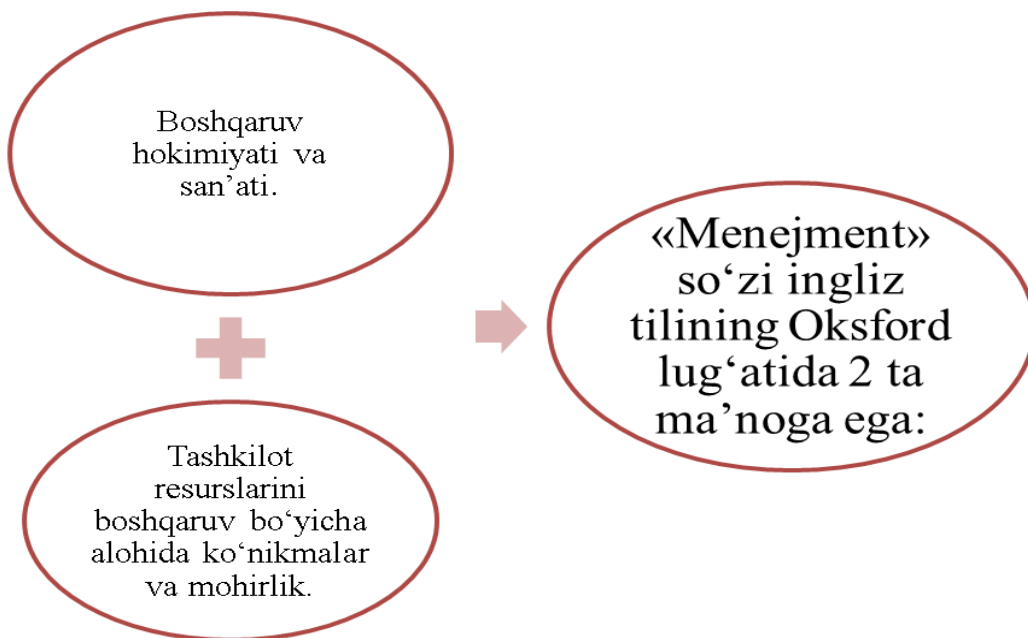 Boshqaruv
hokimiyati va
san’ati.
Tashkilot
resurslarini
boshqaruv bo‘yicha
alohida ko‘nikmalar
va mohirlik.
«Menejment»
so‘zi ingliz
tilining Oksford
lug‘atida 2 ta
ma’noga ega: